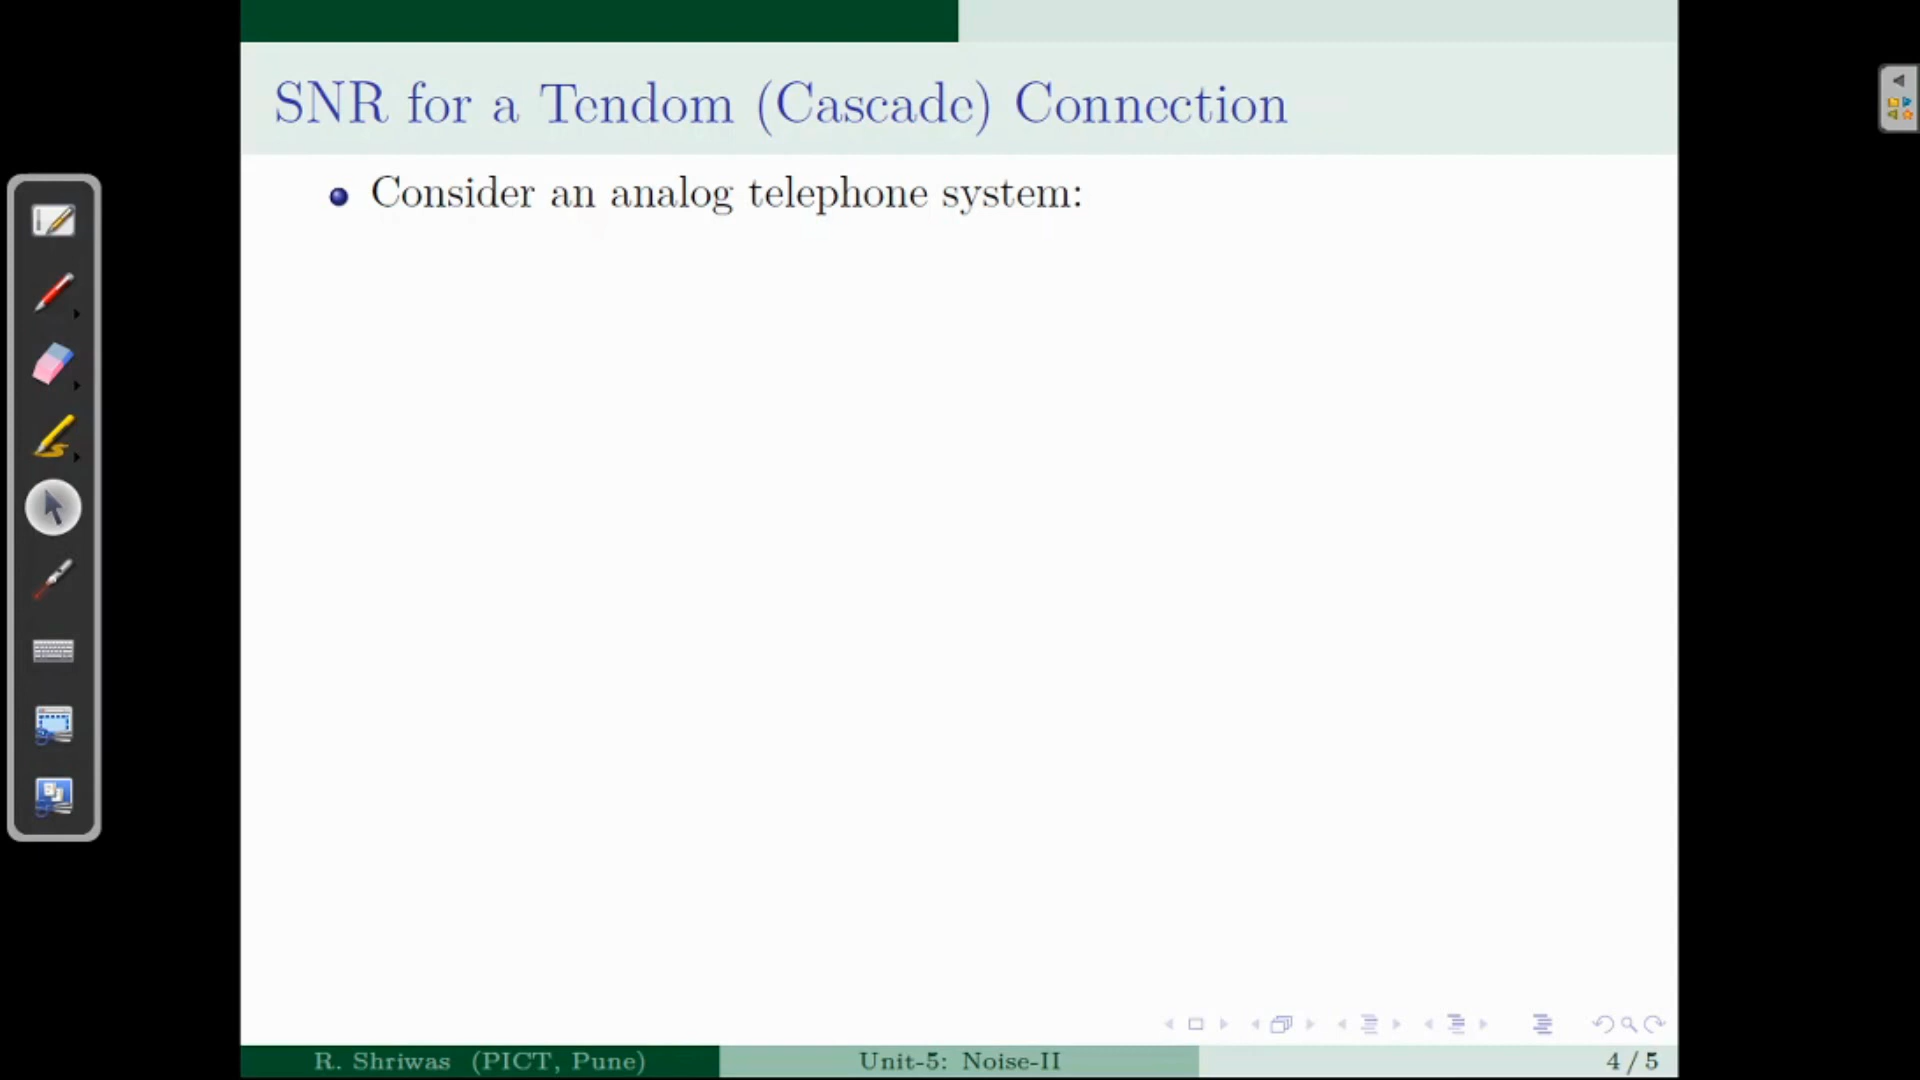 SNR for a Tendom (Cascade) Connection
Consider an analog telephone system:
R. Shriwas (PICT, Pune)
Unit-5: Noise-II
4 / 5